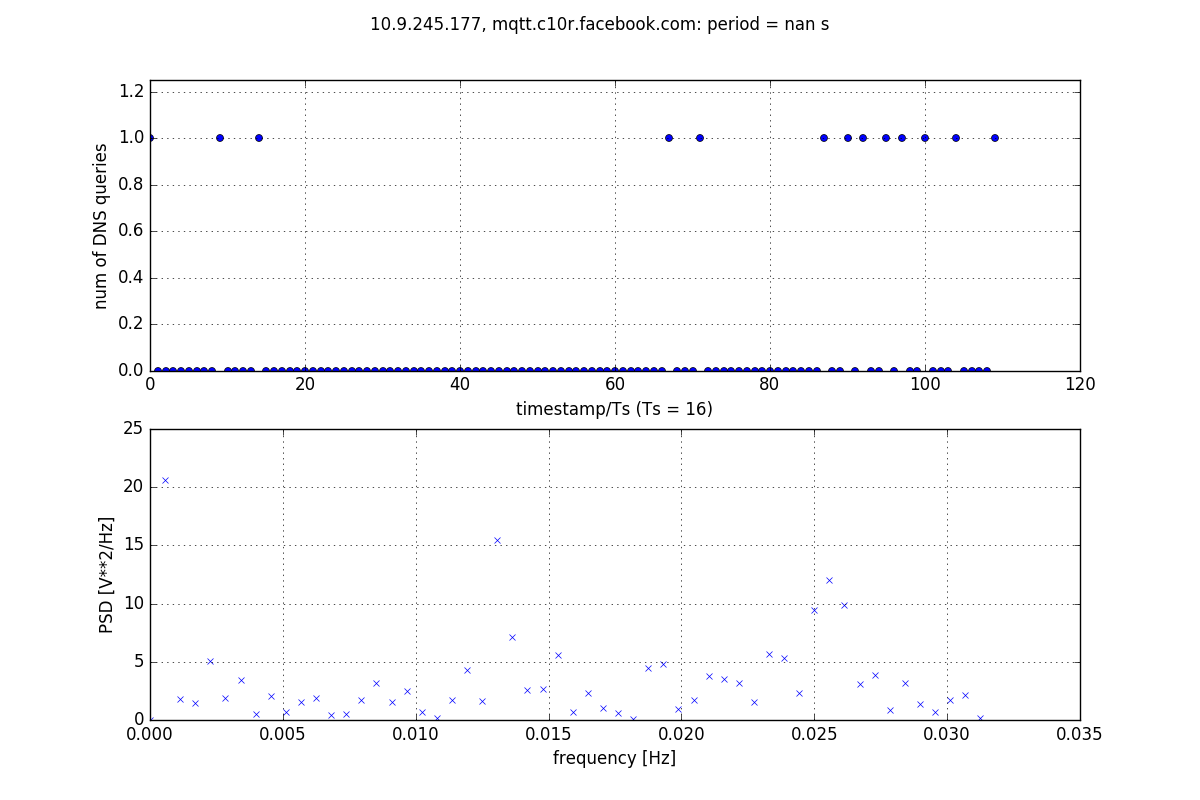 10.9.245.177, mqtt.c10r.facebook.com: period = nan s
1.2
1.0
0.8
0.6
0.4
0.2
0.0
num of DNS queries
0 20 40 60 80 100 120
timestamp/Ts (Ts = 16)
25
20
15
10
5
0
PSD [V**2/Hz]
0.000 0.005 0.010 0.015 0.020 0.025 0.030 0.035
frequency [Hz]